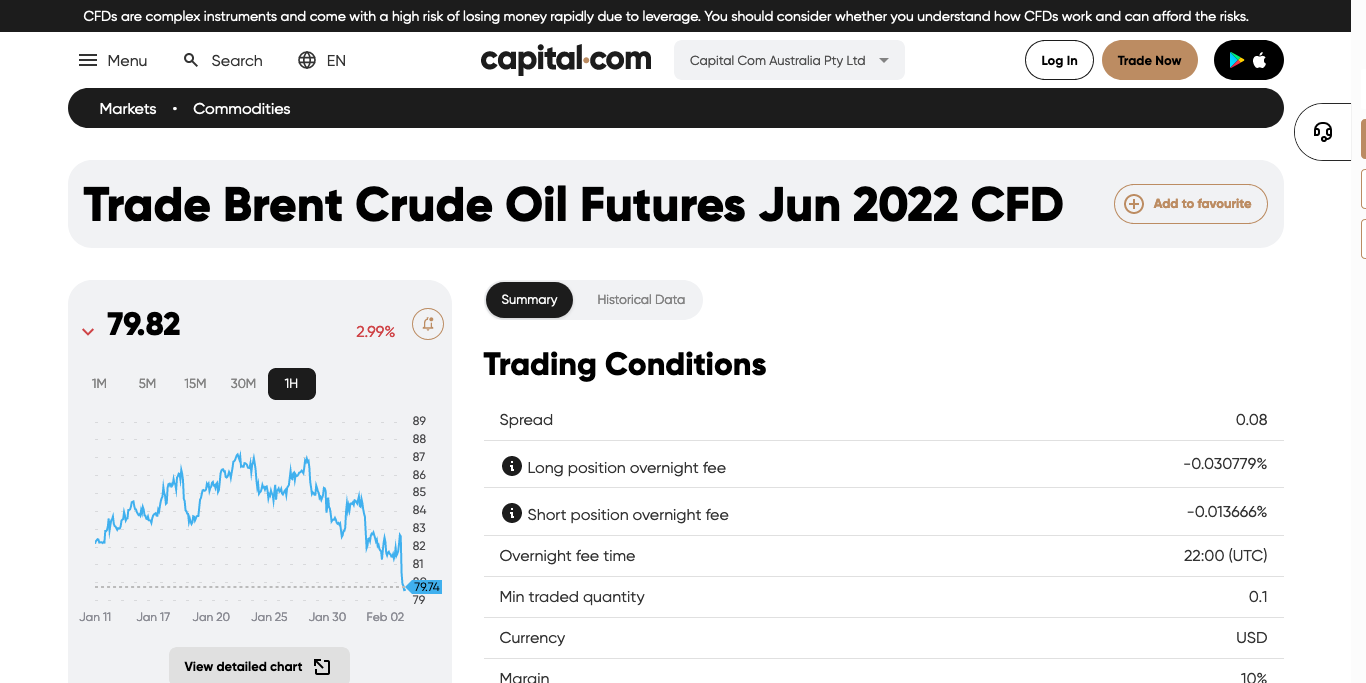 CFDs are complex instruments and come with a high risk of losing money rapidly due to leverage. You should consider whether you understand how CFDs work and can afford the risks.
Menu Search EN capital.com Capital Com Australia Pty Ltd Log In Trade Now
Markets • Commodities
Trade Brent Crude Oil Futures Jun 2022 CFD Add to favourite
79.82 2.99%
1M 5M 15M 30M 1H
89
88
87
86
85
84
83
82
81
79.74
79
Jan 11 Jan 17 Jan 20 Jan 25 Jan 30 Feb 02
View detailed chart
Summary Historical Data
Trading Conditions
Spread 0.08
Long position overnight fee -0.030779%
Short position overnight fee -0.013666%
Overnight fee time 22:00 (UTC)
Min traded quantity 0.1
Currency USD
Margin 10%